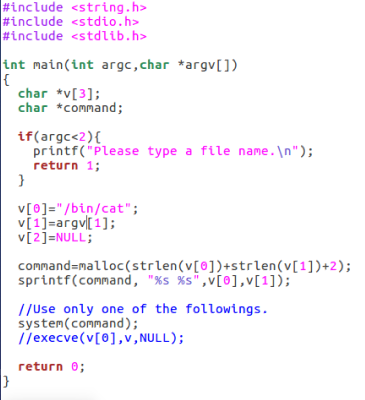 #include <string.h>
#include <stdio.h>
#include <stdlib.h>

int main(int argc,char *argv[])
{
  char *v[3];
  char *command;

  if(argc<2){
    printf("Please type a file name.\n");
    return 1;
  }

  v[0]="/bin/cat";
  v[1]=argv[1];
  v[2]=NULL;

  command=malloc(strlen(v[0])+strlen(v[1])+2);
  sprintf(command, "%s %s",v[0],v[1]);

  //Use only one of the followings.
  system(command);
  //execve(v[0],v,NULL);

  return 0;
}